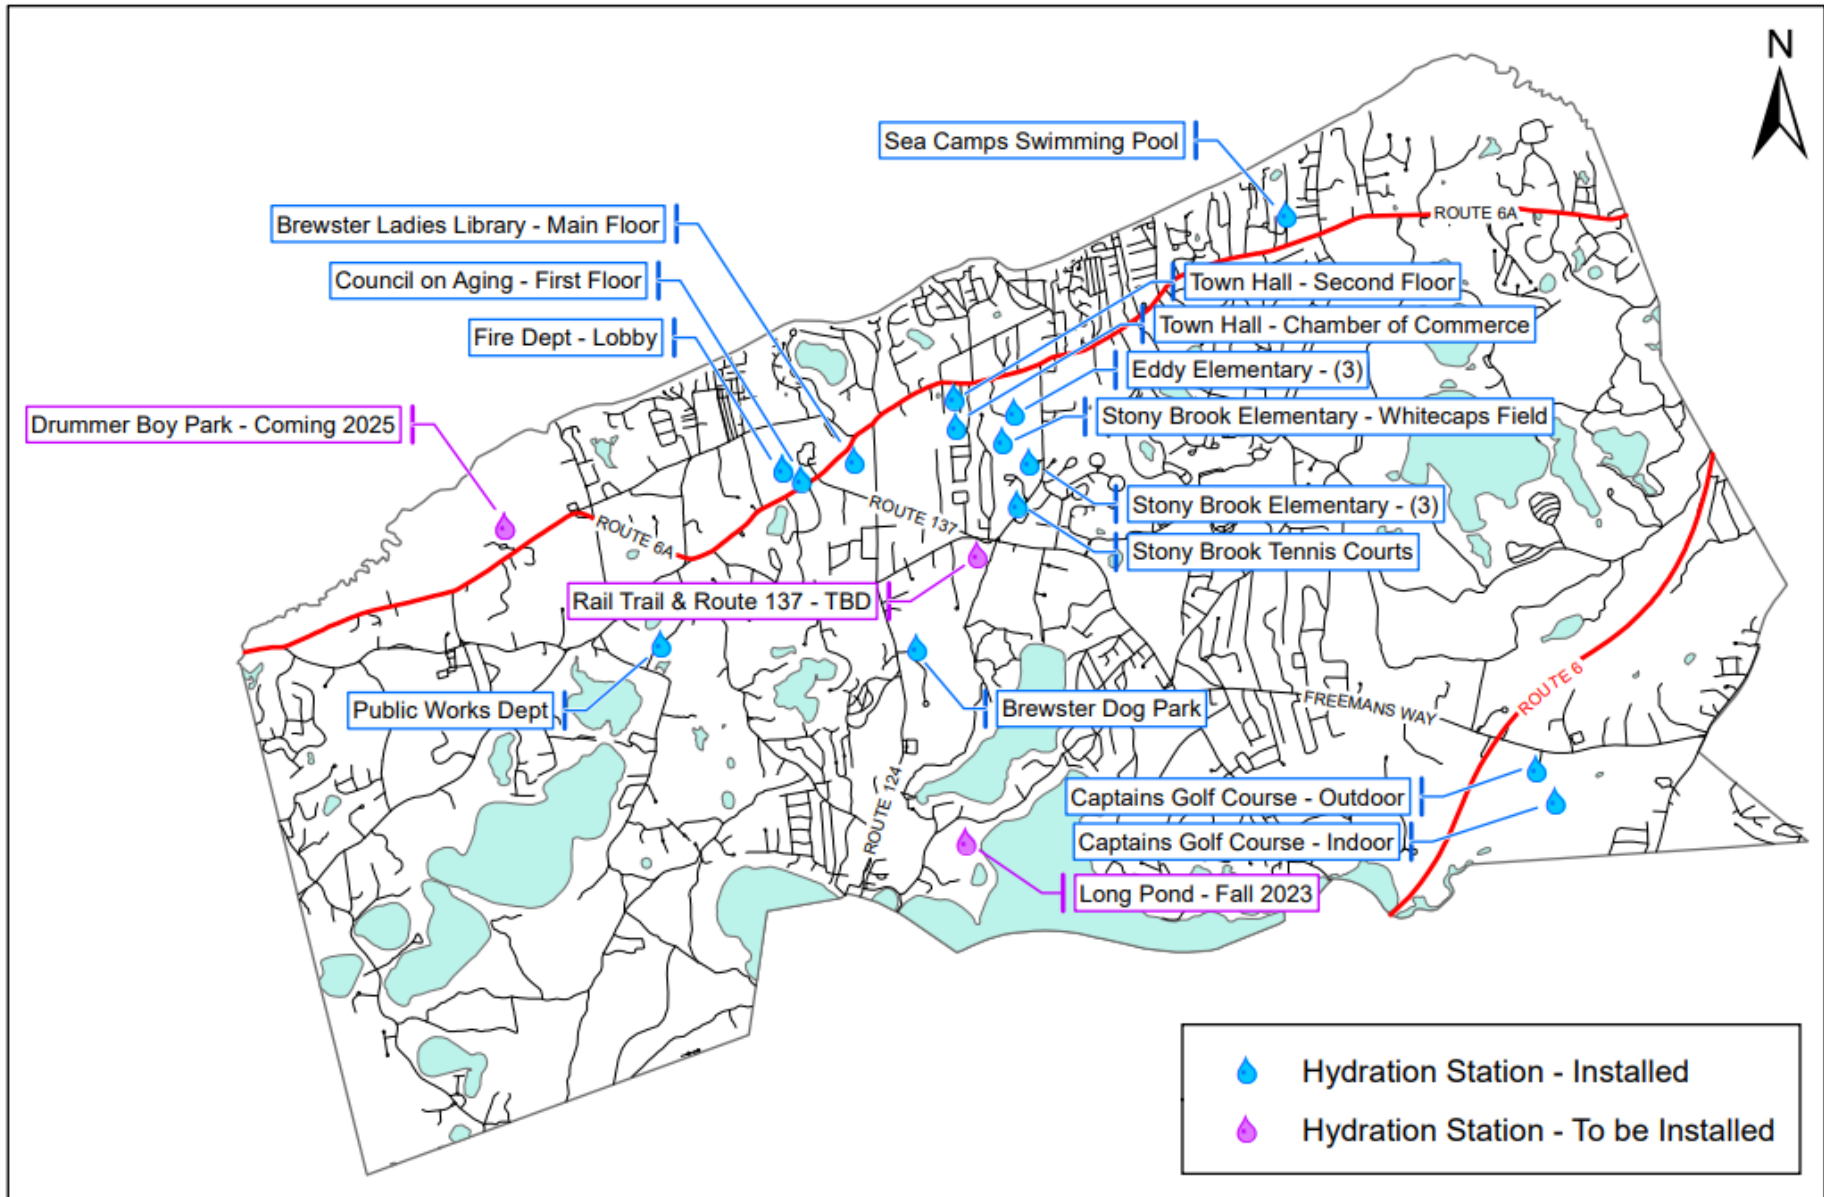 N
Sea Camps Swimming Pool
ROUTE 6A
Brewster Ladies Library - Main Floor
Council on Aging - First Floor
Town Hall - Second Floor
Town Hall - Chamber of Commerce
Fire Dept - Lobby
Eddy Elementary - (3)
Stony Brook Elementary - Whitecaps Field
Drummer Boy Park - Coming 2025
Stony Brook Elementary - (3)
ROUTE 137
ROUTE 6A
Stony Brook Tennis Courts
Rail Trail & Route 137 - TBD
ROUTE 6
Public Works Dept
Brewster Dog Park
FREEMANS WAY
ROUTE 124
Captains Golf Course - Outdoor
Captains Golf Course - Indoor
Long Pond - Fall 2023
Hydration Station - Installed
Hydration Station - To be Installed